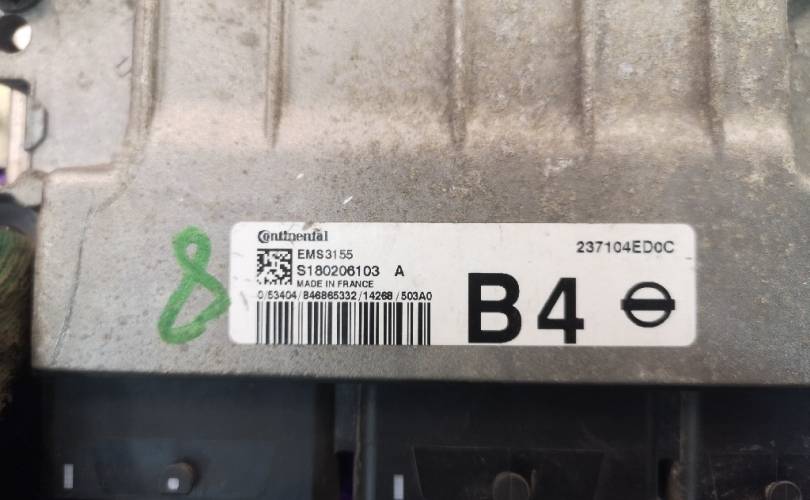 8
Continental
EMS3155
237104ED0C
S180206103 A
MADE IN FRANCE
0/53404/846865332/14268/503A0
B4